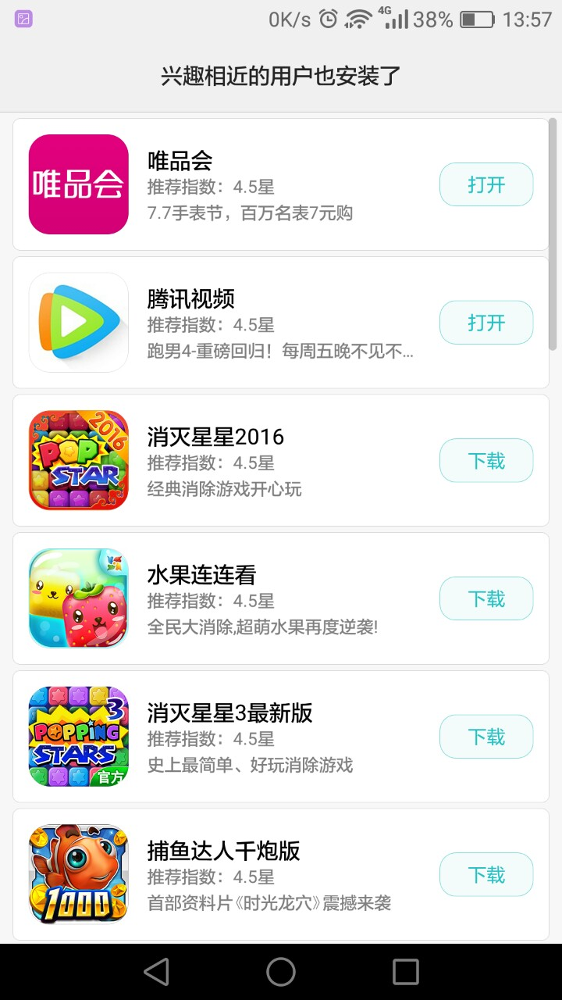 0K/s 4G 38% 13:57
兴趣相近的用户也安装了
唯品会
唯品会
推荐指数：4.5星
7.7手表节，百万名表7元购
打开
腾讯视频
推荐指数：4.5星
跑男4-重磅回归！每周五晚不见不...
打开
2016
POP
STAR
消灭星星2016
推荐指数：4.5星
经典消除游戏开心玩
下载
水果连连看
推荐指数：4.5星
全民大消除,超萌水果再度逆袭!
下载
3
POPPING
STARS
官方
消灭星星3最新版
推荐指数：4.5星
史上最简单、好玩消除游戏
下载
1000
捕鱼达人千炮版
推荐指数：4.5星
首部资料片《时光龙穴》震撼来袭
下载